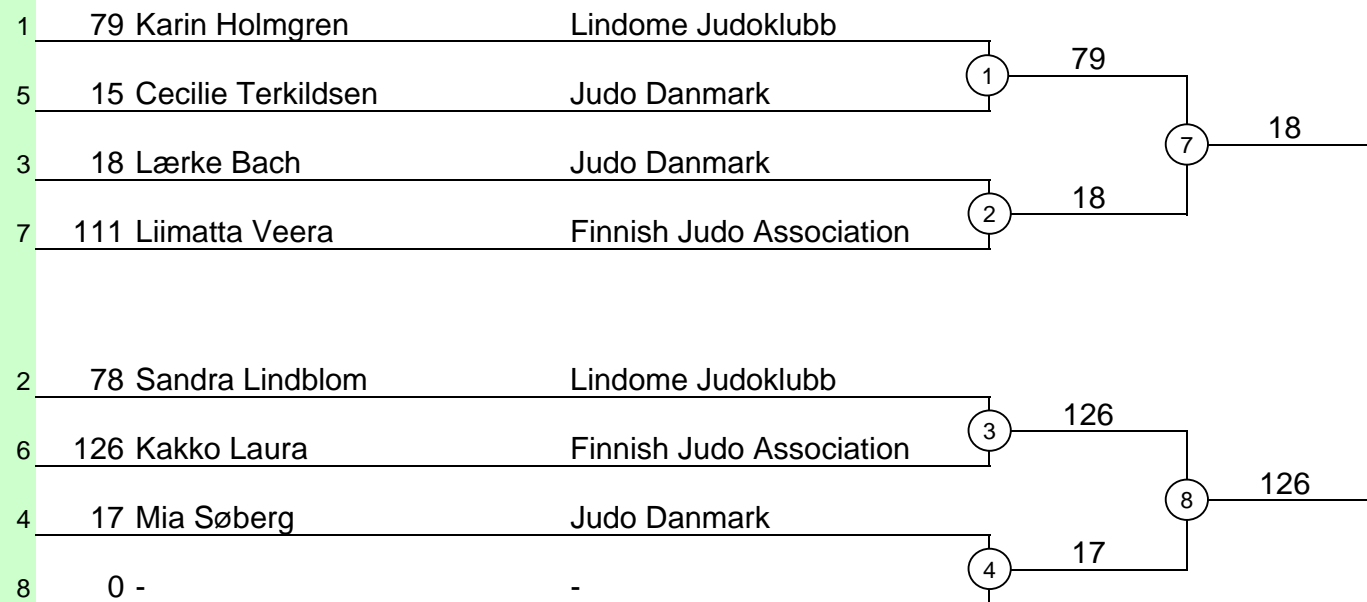 1 79 Karin Holmgren Lindome Judoklubb
1 79
5 15 Cecilie Terkildsen Judo Danmark
7 18
3 18 Lærke Bach Judo Danmark
2 18
7 111 Liimatta Veera Finnish Judo Association
2 78 Sandra Lindblom Lindome Judoklubb
3 126
6 126 Kakko Laura Finnish Judo Association
8 126
4 17 Mia Søberg Judo Danmark
4 17
8 0 - -